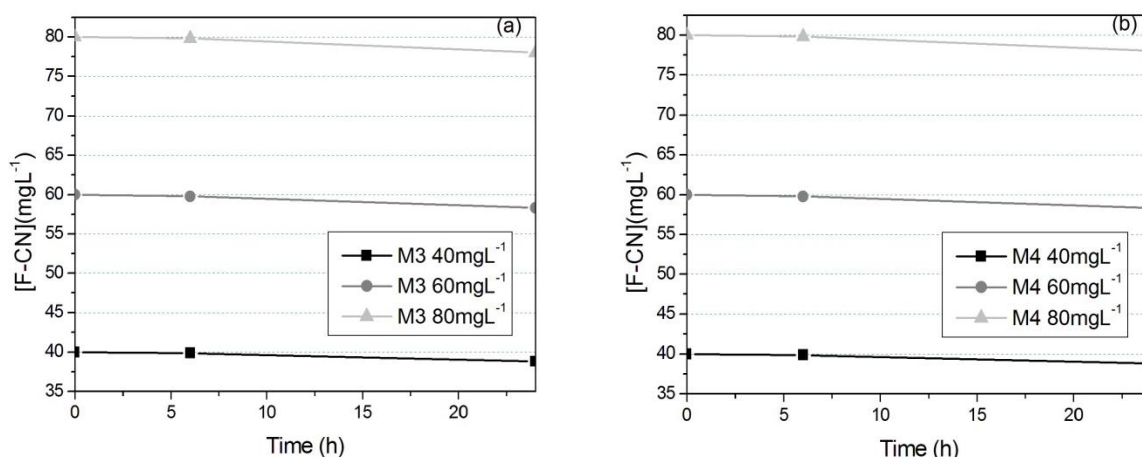 (a)
80
75
70
65
60
55
50
45
40
35
[F-CN](mgL⁻¹)
M3 40mgL⁻¹
M3 60mgL⁻¹
M3 80mgL⁻¹
0 5 10 15 20
Time (h)
(b)
80
75
70
65
60
55
50
45
40
35
[F-CN](mgL⁻¹)
M4 40mgL⁻¹
M4 60mgL⁻¹
M4 80mgL⁻¹
0 5 10 15 20
Time (h)